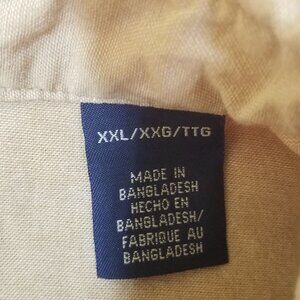 XXL/XXG/TTG
MADE IN
BANGLADESH
HECHO EN
BANGLADESH/
FABRIQUE AU
BANGLADESH